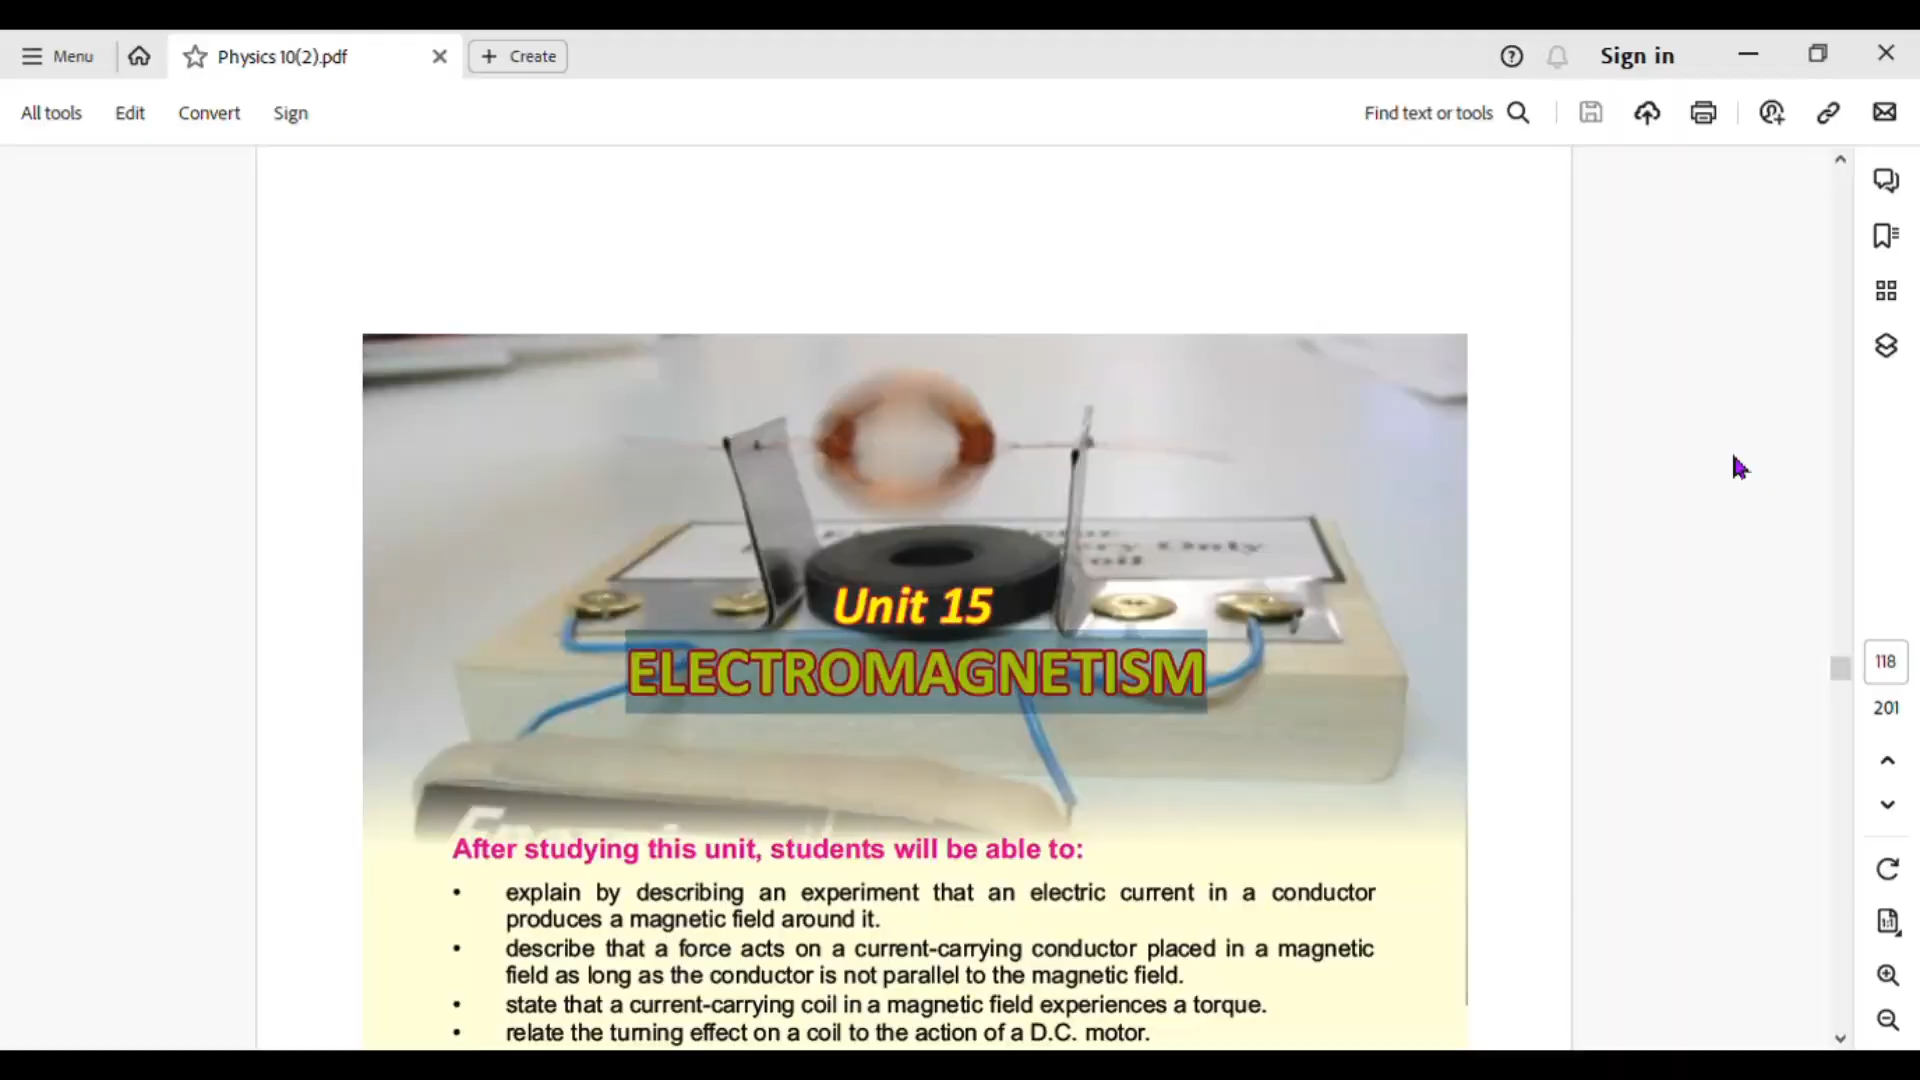 Menu
Physics 10(2).pdf
Create
Sign in
All tools
Edit
Convert
Sign
Find text or tools
Only
Unit 15
ELECTROMAGNETISM
After studying this unit, students will be able to:
• explain by describing an experiment that an electric current in a conductor
produces a magnetic field around it.
• describe that a force acts on a current-carrying conductor placed in a magnetic
field as long as the conductor is not parallel to the magnetic field.
• state that a current-carrying coil in a magnetic field experiences a torque.
• relate the turning effect on a coil to the action of a D.C. motor.
118
201